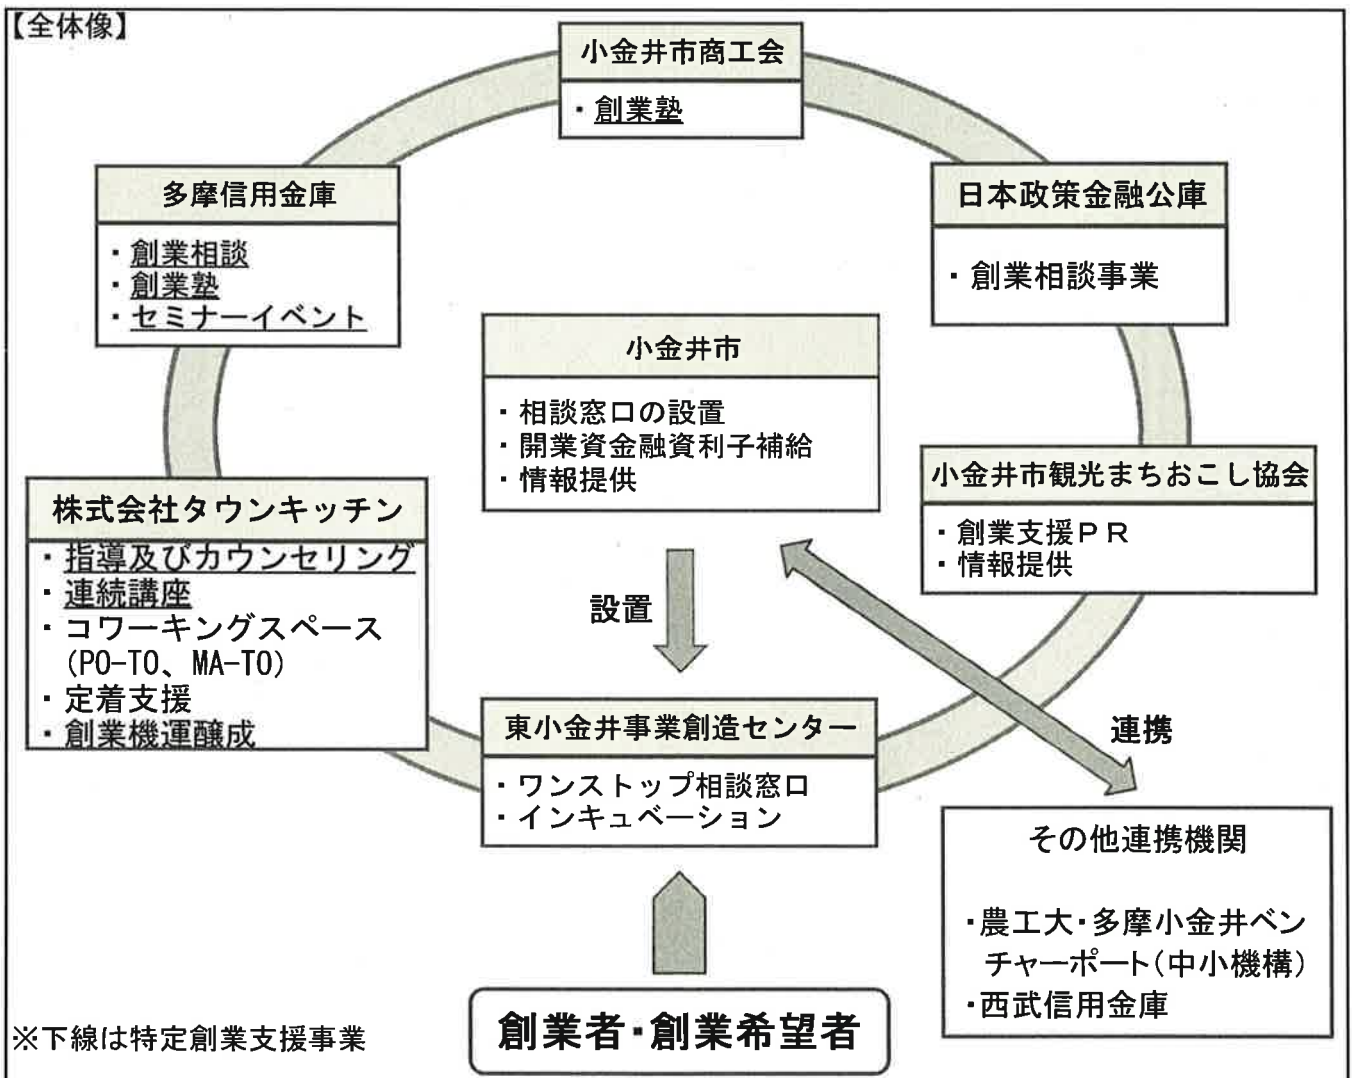 【全体像】
小金井市商工会
・創業塾
多摩信用金庫
・創業相談
・創業塾
・セミナーイベント
日本政策金融公庫
・創業相談事業
小金井市
・相談窓口の設置
・開業資金融資利子補給
・情報提供
株式会社タウンキッチン
・指導及びカウンセリング
・連続講座
・コワーキングスペース
(PO-TO、MA-TO)
・定着支援
・創業機運醸成
小金井市観光まちおこし協会
・創業支援ＰＲ
・情報提供
設置
連携
東小金井事業創造センター
・ワンストップ相談窓口
・インキュベーション
その他連携機関
・農工大・多摩小金井ベン
チャーポート（中小機構）
・西武信用金庫
創業者・創業希望者
※下線は特定創業支援事業